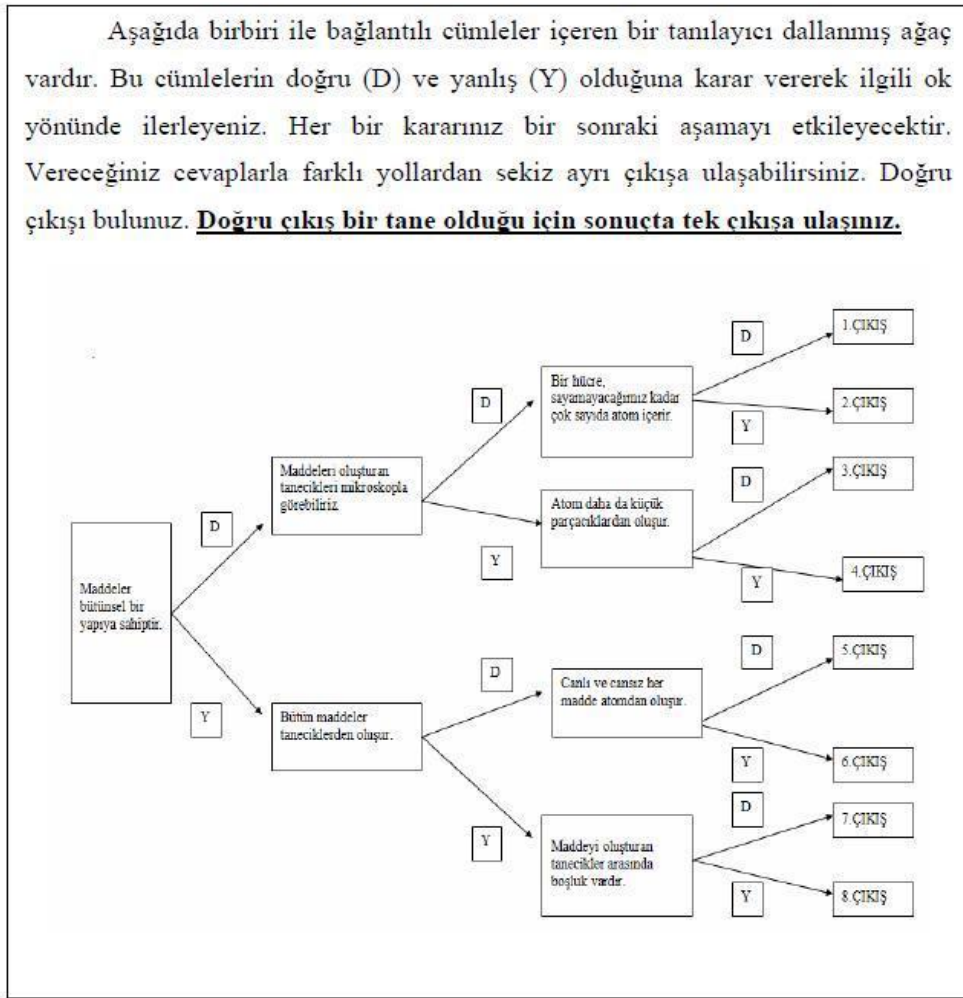 Aşağıda birbiri ile bağlantılı cümleler içeren bir tanılayıcı dallanmış ağaç
vardır. Bu cümlelerin doğru (D) ve yanlış (Y) olduğuna karar vererek ilgili ok
yönünde ilerleyeniz. Her bir kararınız bir sonraki aşamayı etkileyecektir.
Vereceğiniz cevaplarla farklı yollardan sekiz ayrı çıkışa ulaşabilirsiniz. Doğru
çıkışı bulunuz. Doğru çıkış bir tane olduğu için sonuçta tek çıkışa ulaşınız.
Maddeler
bütünsel bir
yapıya sahiptir.
D
Y
Maddeleri oluşturan
tanecikleri mikroskopla
görebiliriz.
D
Y
Bütün maddeler
taneciklerden oluşur.
D
Y
Bir hücre,
sayamayacağımız kadar
çok sayıda atom içerir.
D
Y
Atom daha da küçük
parçacıklardan oluşur.
D
Y
Canlı ve cansız her
madde atomdan oluşur.
D
Y
Maddeyi oluşturan
tanecikler arasında
boşluk vardır.
D
Y
1.ÇIKIŞ
2.ÇIKIŞ
3.ÇIKIŞ
4.ÇIKIŞ
5.ÇIKIŞ
6.ÇIKIŞ
7.ÇIKIŞ
8.ÇIKIŞ